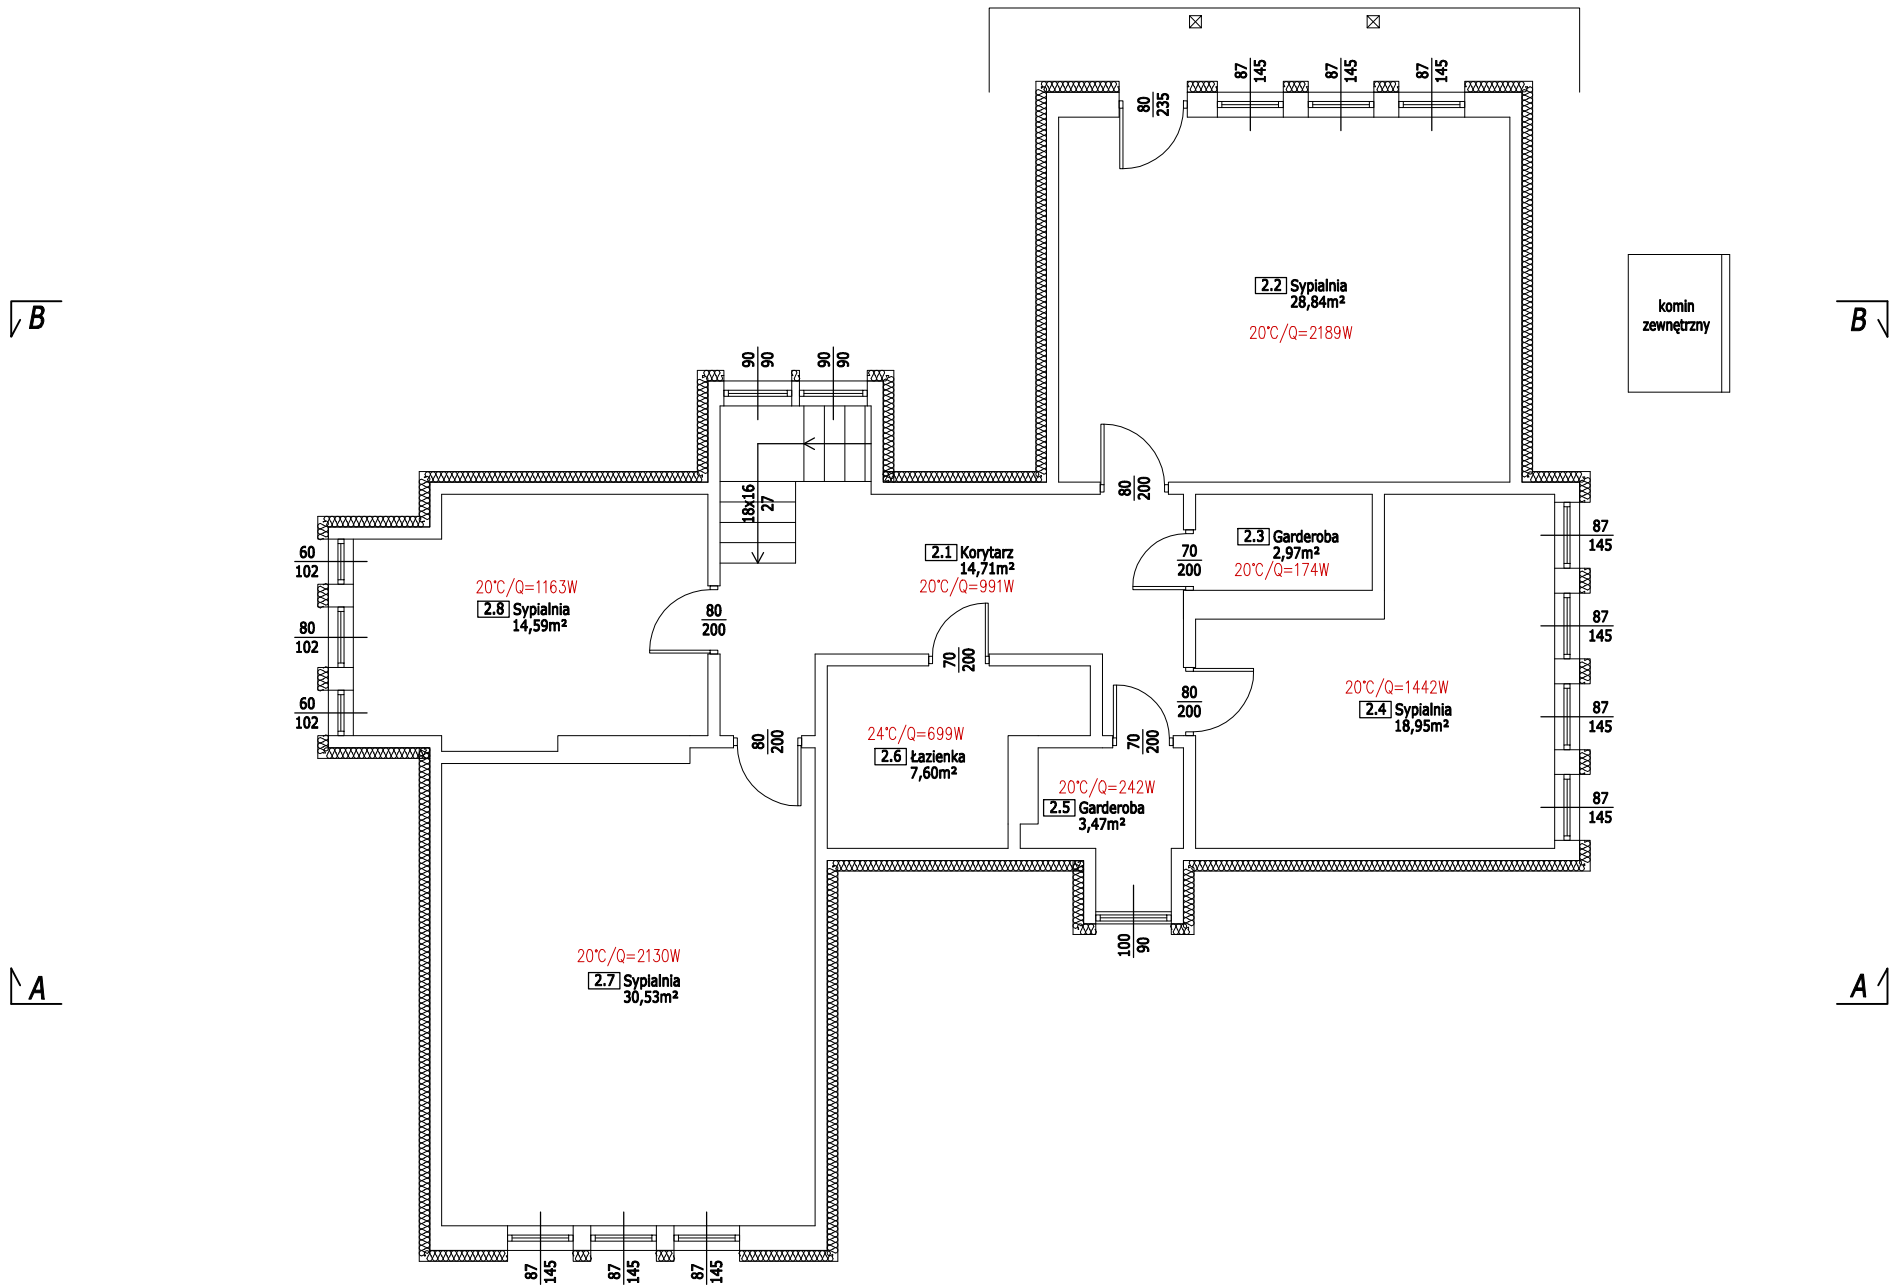 87
145
87
145
87
145
80
235
2.2 Sypialnia
28,84m²
20°C/Q=2189W
komin
zewnętrzny
B
B
90
90
90
90
18x16
27
80
200
2.3 Garderoba
2,97m²
20°C/Q=174W
70
200
2.1 Korytarz
14,71m²
20°C/Q=991W
87
145
87
145
87
145
87
145
60
102
80
102
60
102
20°C/Q=1163W
2.8 Sypialnia
14,59m²
80
200
70
200
80
200
20°C/Q=1442W
2.4 Sypialnia
18,95m²
80
200
24°C/Q=699W
2.6 Łazienka
7,60m²
70
200
20°C/Q=242W
2.5 Garderoba
3,47m²
100
90
20°C/Q=2130W
2.7 Sypialnia
30,53m²
A
A
87
145
87
145
87
145